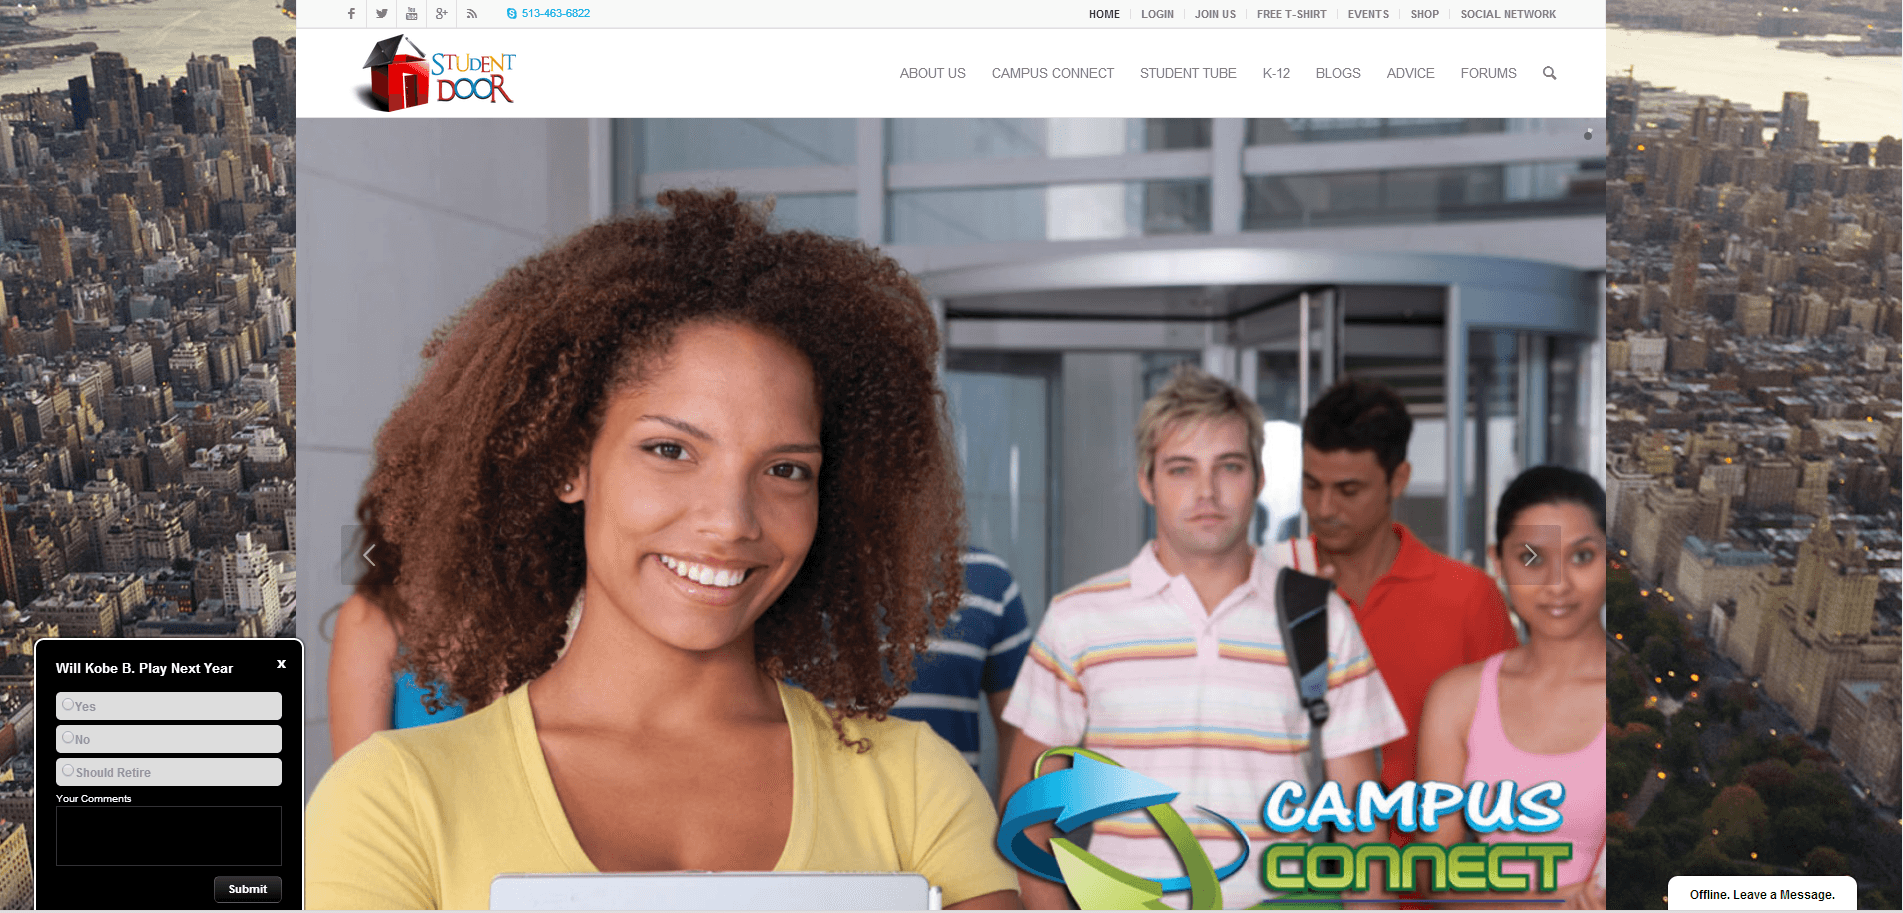 513-463-6822
HOME
LOGIN
JOIN US
FREE T-SHIRT
EVENTS
SHOP
SOCIAL NETWORK
STUDENT
DOOR
ABOUT US
CAMPUS CONNECT
STUDENT TUBE
K-12
BLOGS
ADVICE
FORUMS
CAMPUS
CONNECT
Will Kobe B. Play Next Year
x
Yes
No
Should Retire
Your Comments
Submit
Offline. Leave a Message.